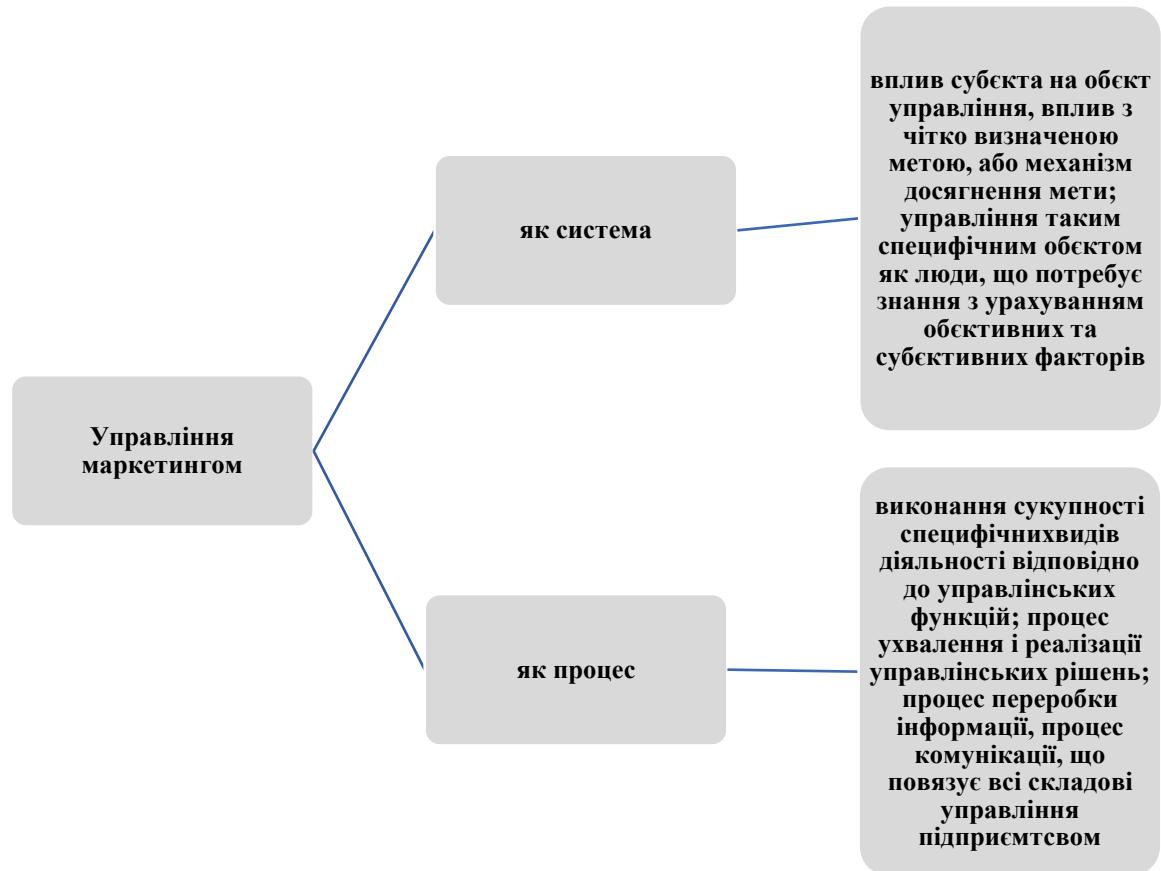 Управління
маркетингом
як система
вплив субєкта на обєкт
управління, вплив з
чітко визначеною
метою, або механізм
досягнення мети;
управління таким
специфічним обєктом
як люди, що потребує
знання з урахуванням
обєктивних та
субєктивних факторів
як процес
виконання сукупності
специфічнихвидів
діяльності відповідно
до управлінських
функцій; процес
ухвалення і реалізації
управлінських рішень;
процес переробки
інформації, процес
комунікації, що
повязує всі складові
управління
підприємтсвом